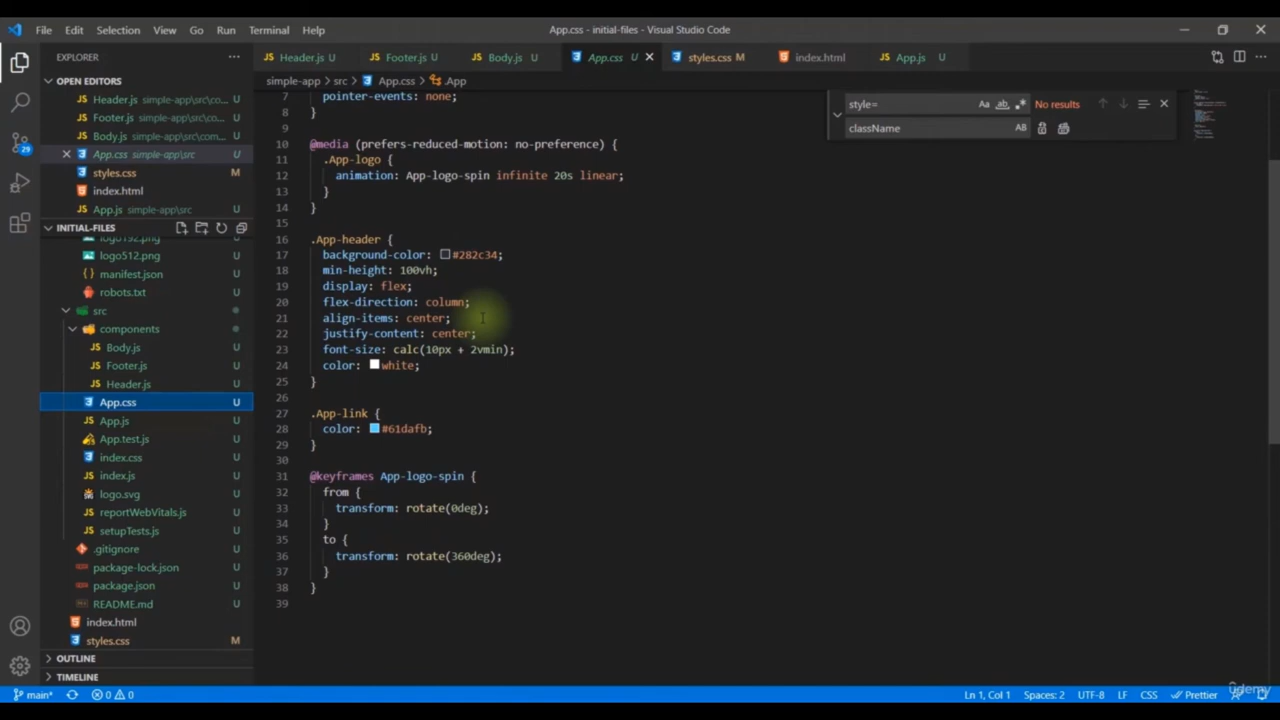 File Edit Selection View Go Run Terminal Help
App.css - initial-files - Visual Studio Code
EXPLORER
OPEN EDITORS
Header.js simple-app\src\co... U
Footer.js simple-app\src\com... U
Body.js simple-app\src\comp... U
App.css simple-app\src U
styles.css M
index.html
App.js simple-app\src U
INITIAL-FILES
logo192.png
logo512.png U
manifest.json U
robots.txt U
src
components
Body.js U
Footer.js U
Header.js U
App.css U
App.js U
App.test.js U
index.css U
index.js U
logo.svg U
reportWebVitals.js U
setupTests.js U
.gitignore U
package-lock.json U
package.json U
README.md U
index.html
styles.css M
OUTLINE
TIMELINE
29
Header.js U Footer.js U Body.js U App.css U styles.css M index.html App.js U
simple-app > src > App.css > .App
style= Aa ab No results
className AB
7 pointer-events: none;
8 }
9
10 @media (prefers-reduced-motion: no-preference) {
11 .App-logo {
12 animation: App-logo-spin infinite 20s linear;
13 }
14 }
15
16 .App-header {
17 background-color: #282c34;
18 min-height: 100vh;
19 display: flex;
20 flex-direction: column;
21 align-items: center;
22 justify-content: center;
23 font-size: calc(10px + 2vmin);
24 color: white;
25 }
26
27 .App-link {
28 color: #61dafb;
29 }
30
31 @keyframes App-logo-spin {
32 from {
33 transform: rotate(0deg);
34 }
35 to {
36 transform: rotate(360deg);
37 }
38 }
39
main* 0 0 Ln 1, Col 1 Spaces: 2 UTF-8 LF CSS Prettier
ûdemy